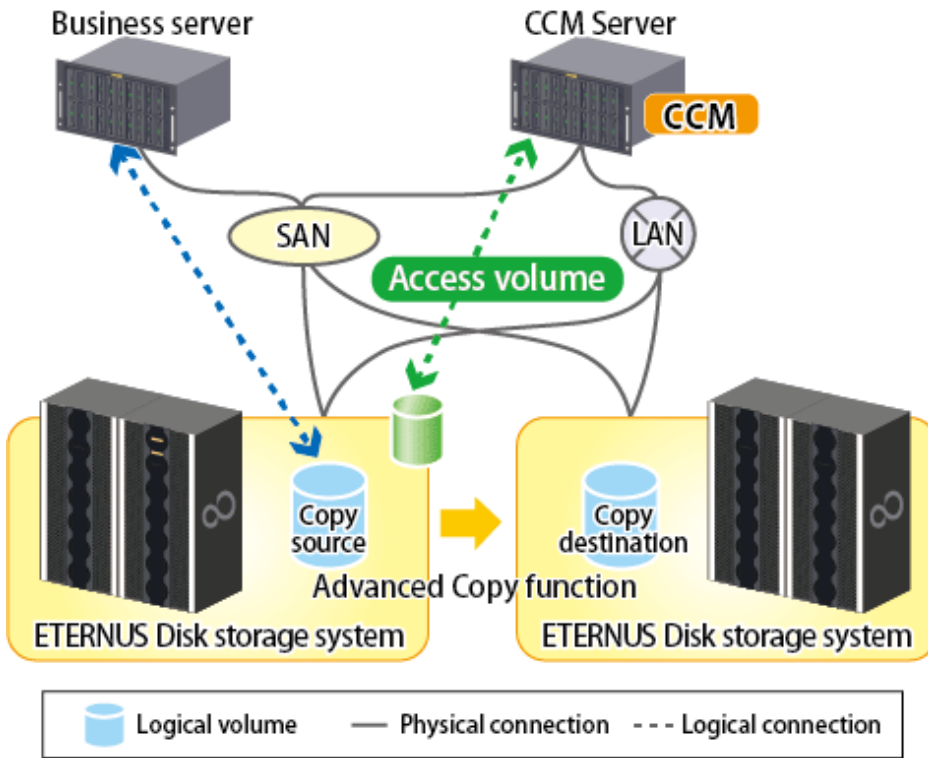 Business server
CCM Server
CCM
SAN
LAN
Access volume
Copy
source
Copy
destination
Advanced Copy function
ETERNUS Disk storage system
ETERNUS Disk storage system
Logical volume
Physical connection
Logical connection